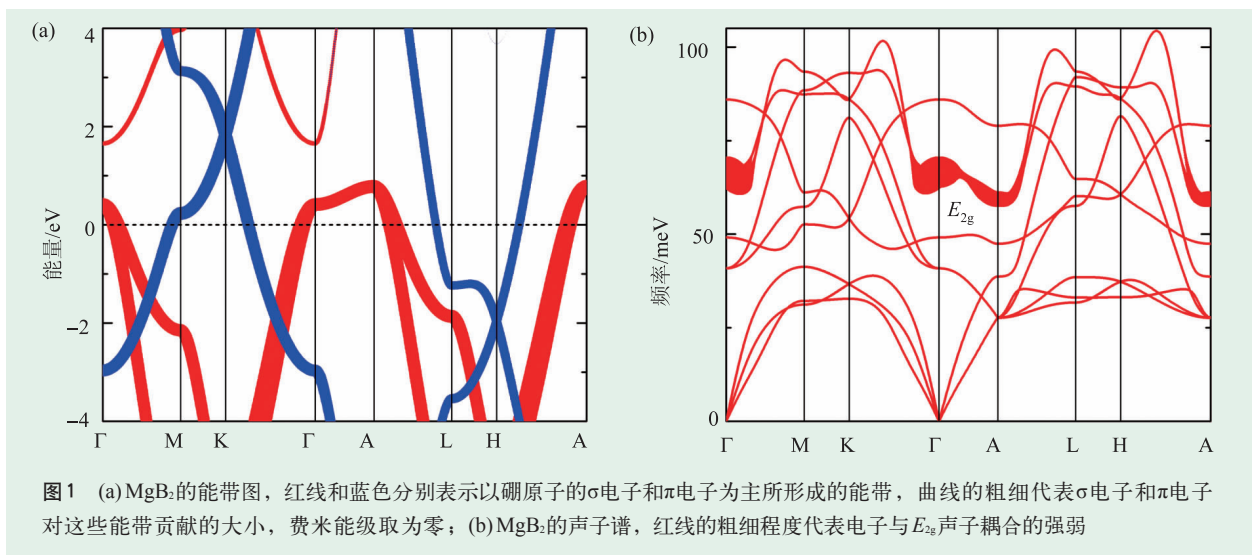 (a)
4
2
0
−2
−4
能量/eV
Γ M K Γ A L H A
(b)
100
50
0
频率/meV
E₂g
Γ M K Γ A L H A
图1 (a) MgB₂的能带图，红线和蓝色分别表示以硼原子的σ电子和π电子为主所形成的能带，曲线的粗细代表σ电子和π电子
对这些能带贡献的大小，费米能级取为零；(b) MgB₂的声子谱，红线的粗细程度代表电子与E₂g声子耦合的强弱